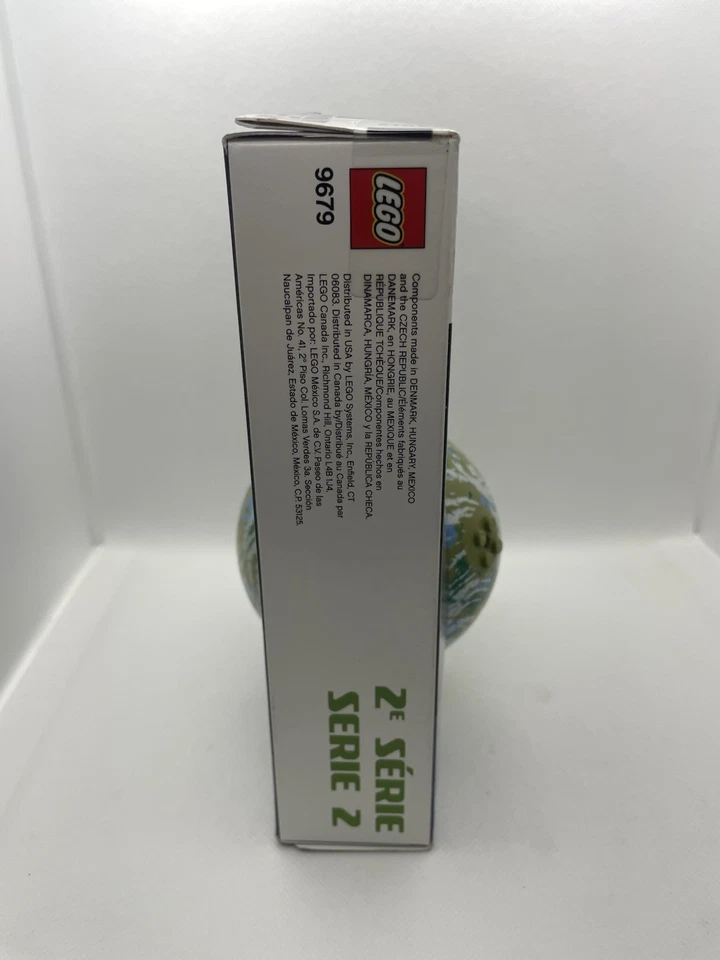 LEGO
9679
Components made in DENMARK, HUNGARY, MEXICO
and the CZECH REPUBLIC/Éléments fabriqués au
DANEMARK, en HONGRIE, au MEXIQUE et en
RÉPUBLIQUE TCHÈQUE/Componentes hechos en
DINAMARCA, HUNGRÍA, MÉXICO y la REPÚBLICA CHECA.
Distributed in USA by LEGO Systems, Inc., Enfield, CT
06083. Distributed in Canada by/Distribué au Canada par
LEGO Canada Inc., Richmond Hill, Ontario L4B 1J4.
Importado por: LEGO México S.A. de C.V. Paseo de las
Américas No. 41, 2º Piso Col. Lomas Verdes 3a. Sección
Naucalpan de Juárez, Estado de México, México, C.P. 53125.
2E SÉRIE
SERIE 2